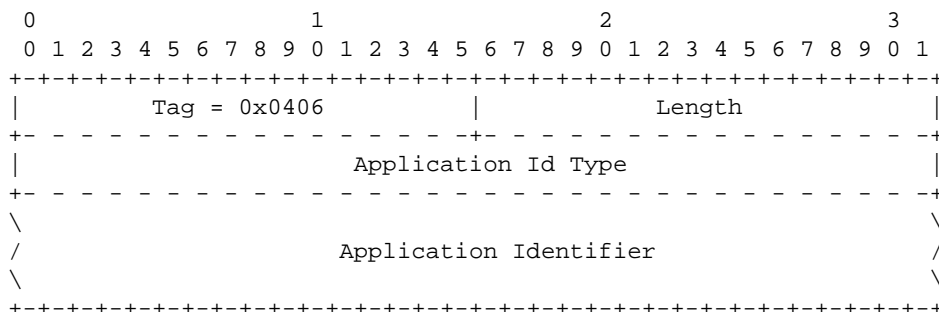 0                   1                   2                   3
 0 1 2 3 4 5 6 7 8 9 0 1 2 3 4 5 6 7 8 9 0 1 2 3 4 5 6 7 8 9 0 1
+-+-+-+-+-+-+-+-+-+-+-+-+-+-+-+-+-+-+-+-+-+-+-+-+-+-+-+-+-+-+-+-+
|         Tag = 0x0406          |            Length             |
+- - - - - - - - - - - - - - - -+- - - - - - - - - - - - - - - -+
|                       Application Id Type                     |
+- - - - - - - - - - - - - - - - - - - - - - - - - - - - - - - -+
\                                                               \
/                      Application Identifier                   /
\                                                               \
+-+-+-+-+-+-+-+-+-+-+-+-+-+-+-+-+-+-+-+-+-+-+-+-+-+-+-+-+-+-+-+-+